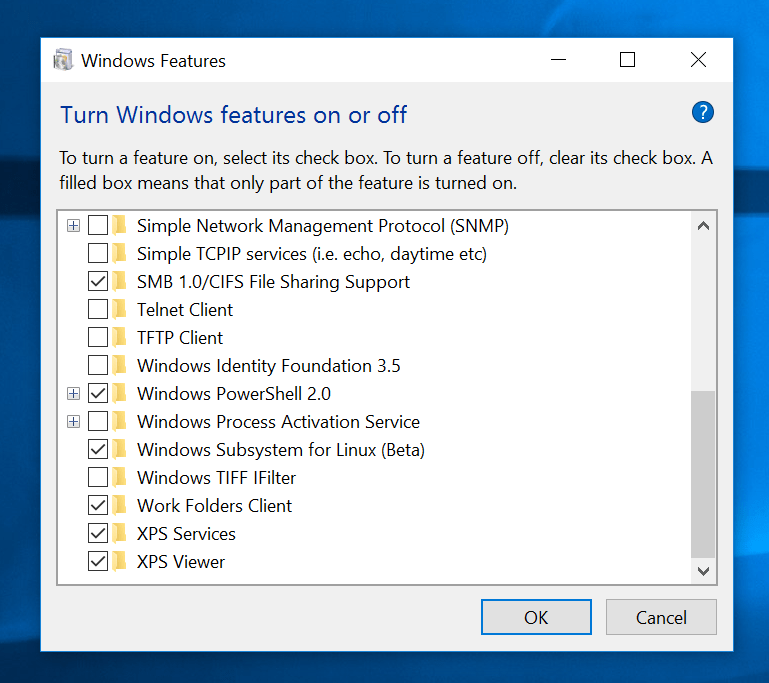 Windows Features
Turn Windows features on or off
?
To turn a feature on, select its check box. To turn a feature off, clear its check box. A
filled box means that only part of the feature is turned on.
Simple Network Management Protocol (SNMP)
Simple TCPIP services (i.e. echo, daytime etc)
SMB 1.0/CIFS File Sharing Support
Telnet Client
TFTP Client
Windows Identity Foundation 3.5
Windows PowerShell 2.0
Windows Process Activation Service
Windows Subsystem for Linux (Beta)
Windows TIFF IFilter
Work Folders Client
XPS Services
XPS Viewer
OK Cancel